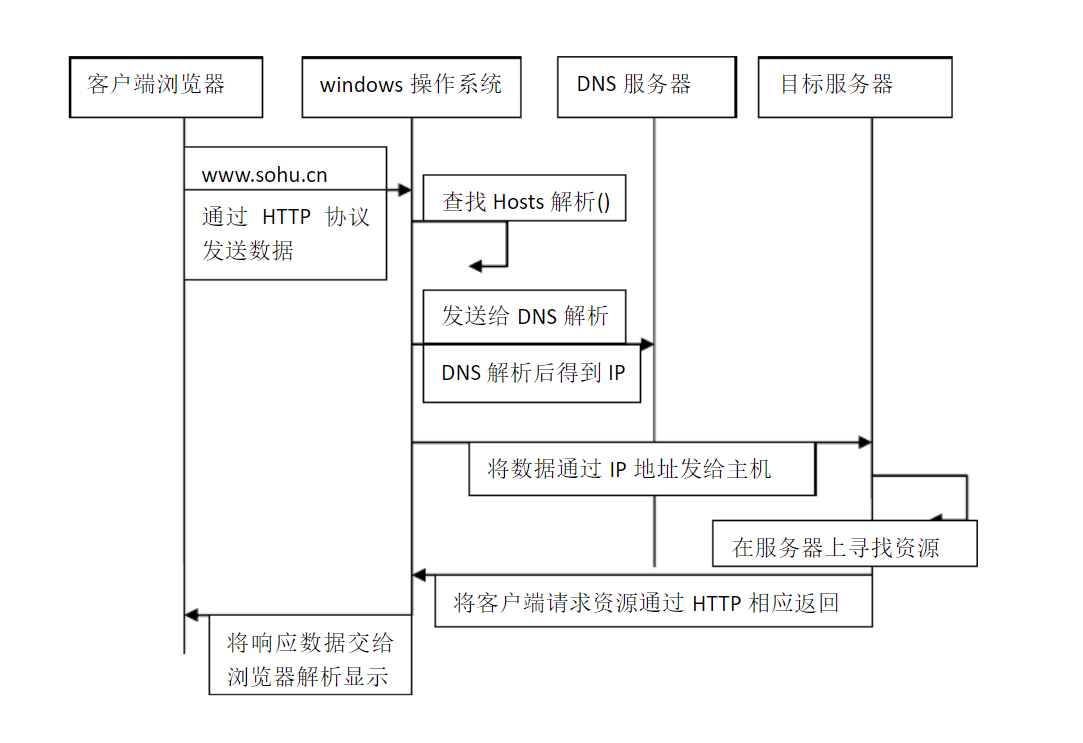 客户端浏览器
windows 操作系统
DNS 服务器
目标服务器
www.sohu.cn
通过 HTTP 协议
发送数据
查找 Hosts 解析()
发送给 DNS 解析
DNS 解析后得到 IP
将数据通过 IP 地址发给主机
在服务器上寻找资源
将客户端请求资源通过 HTTP 相应返回
将响应数据交给
浏览器解析显示